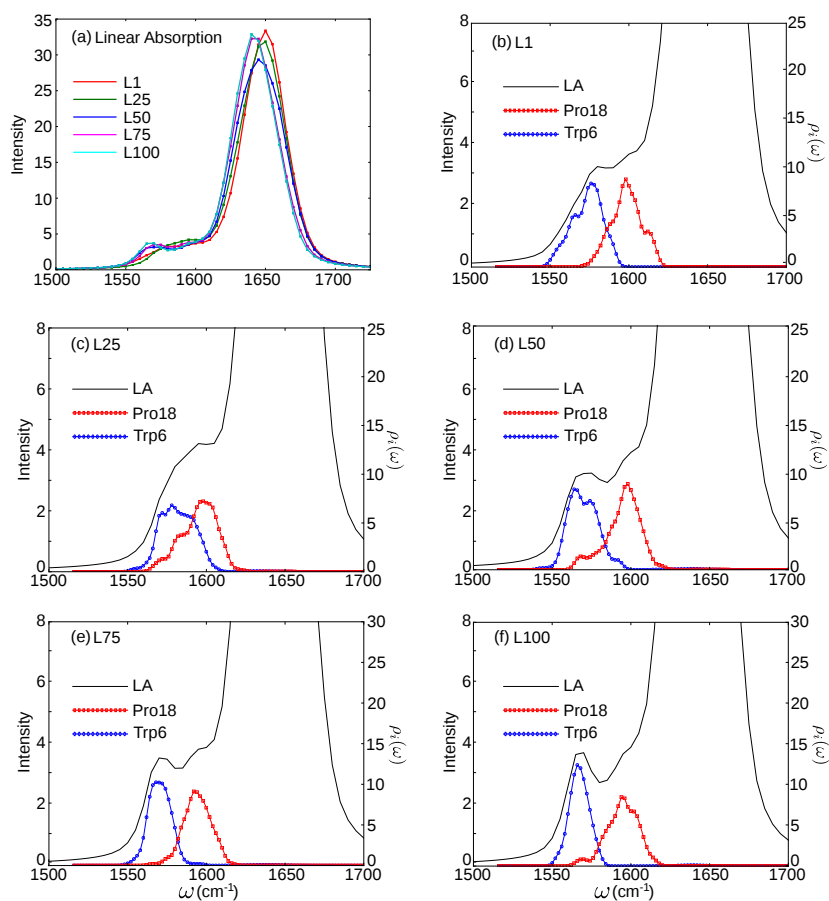 (a) Linear Absorption
L1
L25
L50
L75
L100
Intensity
35
30
25
20
15
10
5
0
1500 1550 1600 1650 1700
(b) L1
LA
Pro18
Trp6
Intensity
8
6
4
2
0
25
20
15
10
5
0
ρi(ω)
1500 1550 1600 1650 1700
(c) L25
LA
Pro18
Trp6
Intensity
8
6
4
2
0
25
20
15
10
5
0
ρi(ω)
1500 1550 1600 1650 1700
(d) L50
LA
Pro18
Trp6
Intensity
8
6
4
2
0
25
20
15
10
5
0
ρi(ω)
1500 1550 1600 1650 1700
(e) L75
LA
Pro18
Trp6
Intensity
8
6
4
2
0
30
25
20
15
10
5
0
ρi(ω)
1500 1550 1600 1650 1700
ω(cm-1)
(f) L100
LA
Pro18
Trp6
Intensity
8
6
4
2
0
30
25
20
15
10
5
0
ρi(ω)
1500 1550 1600 1650 1700
ω(cm-1)